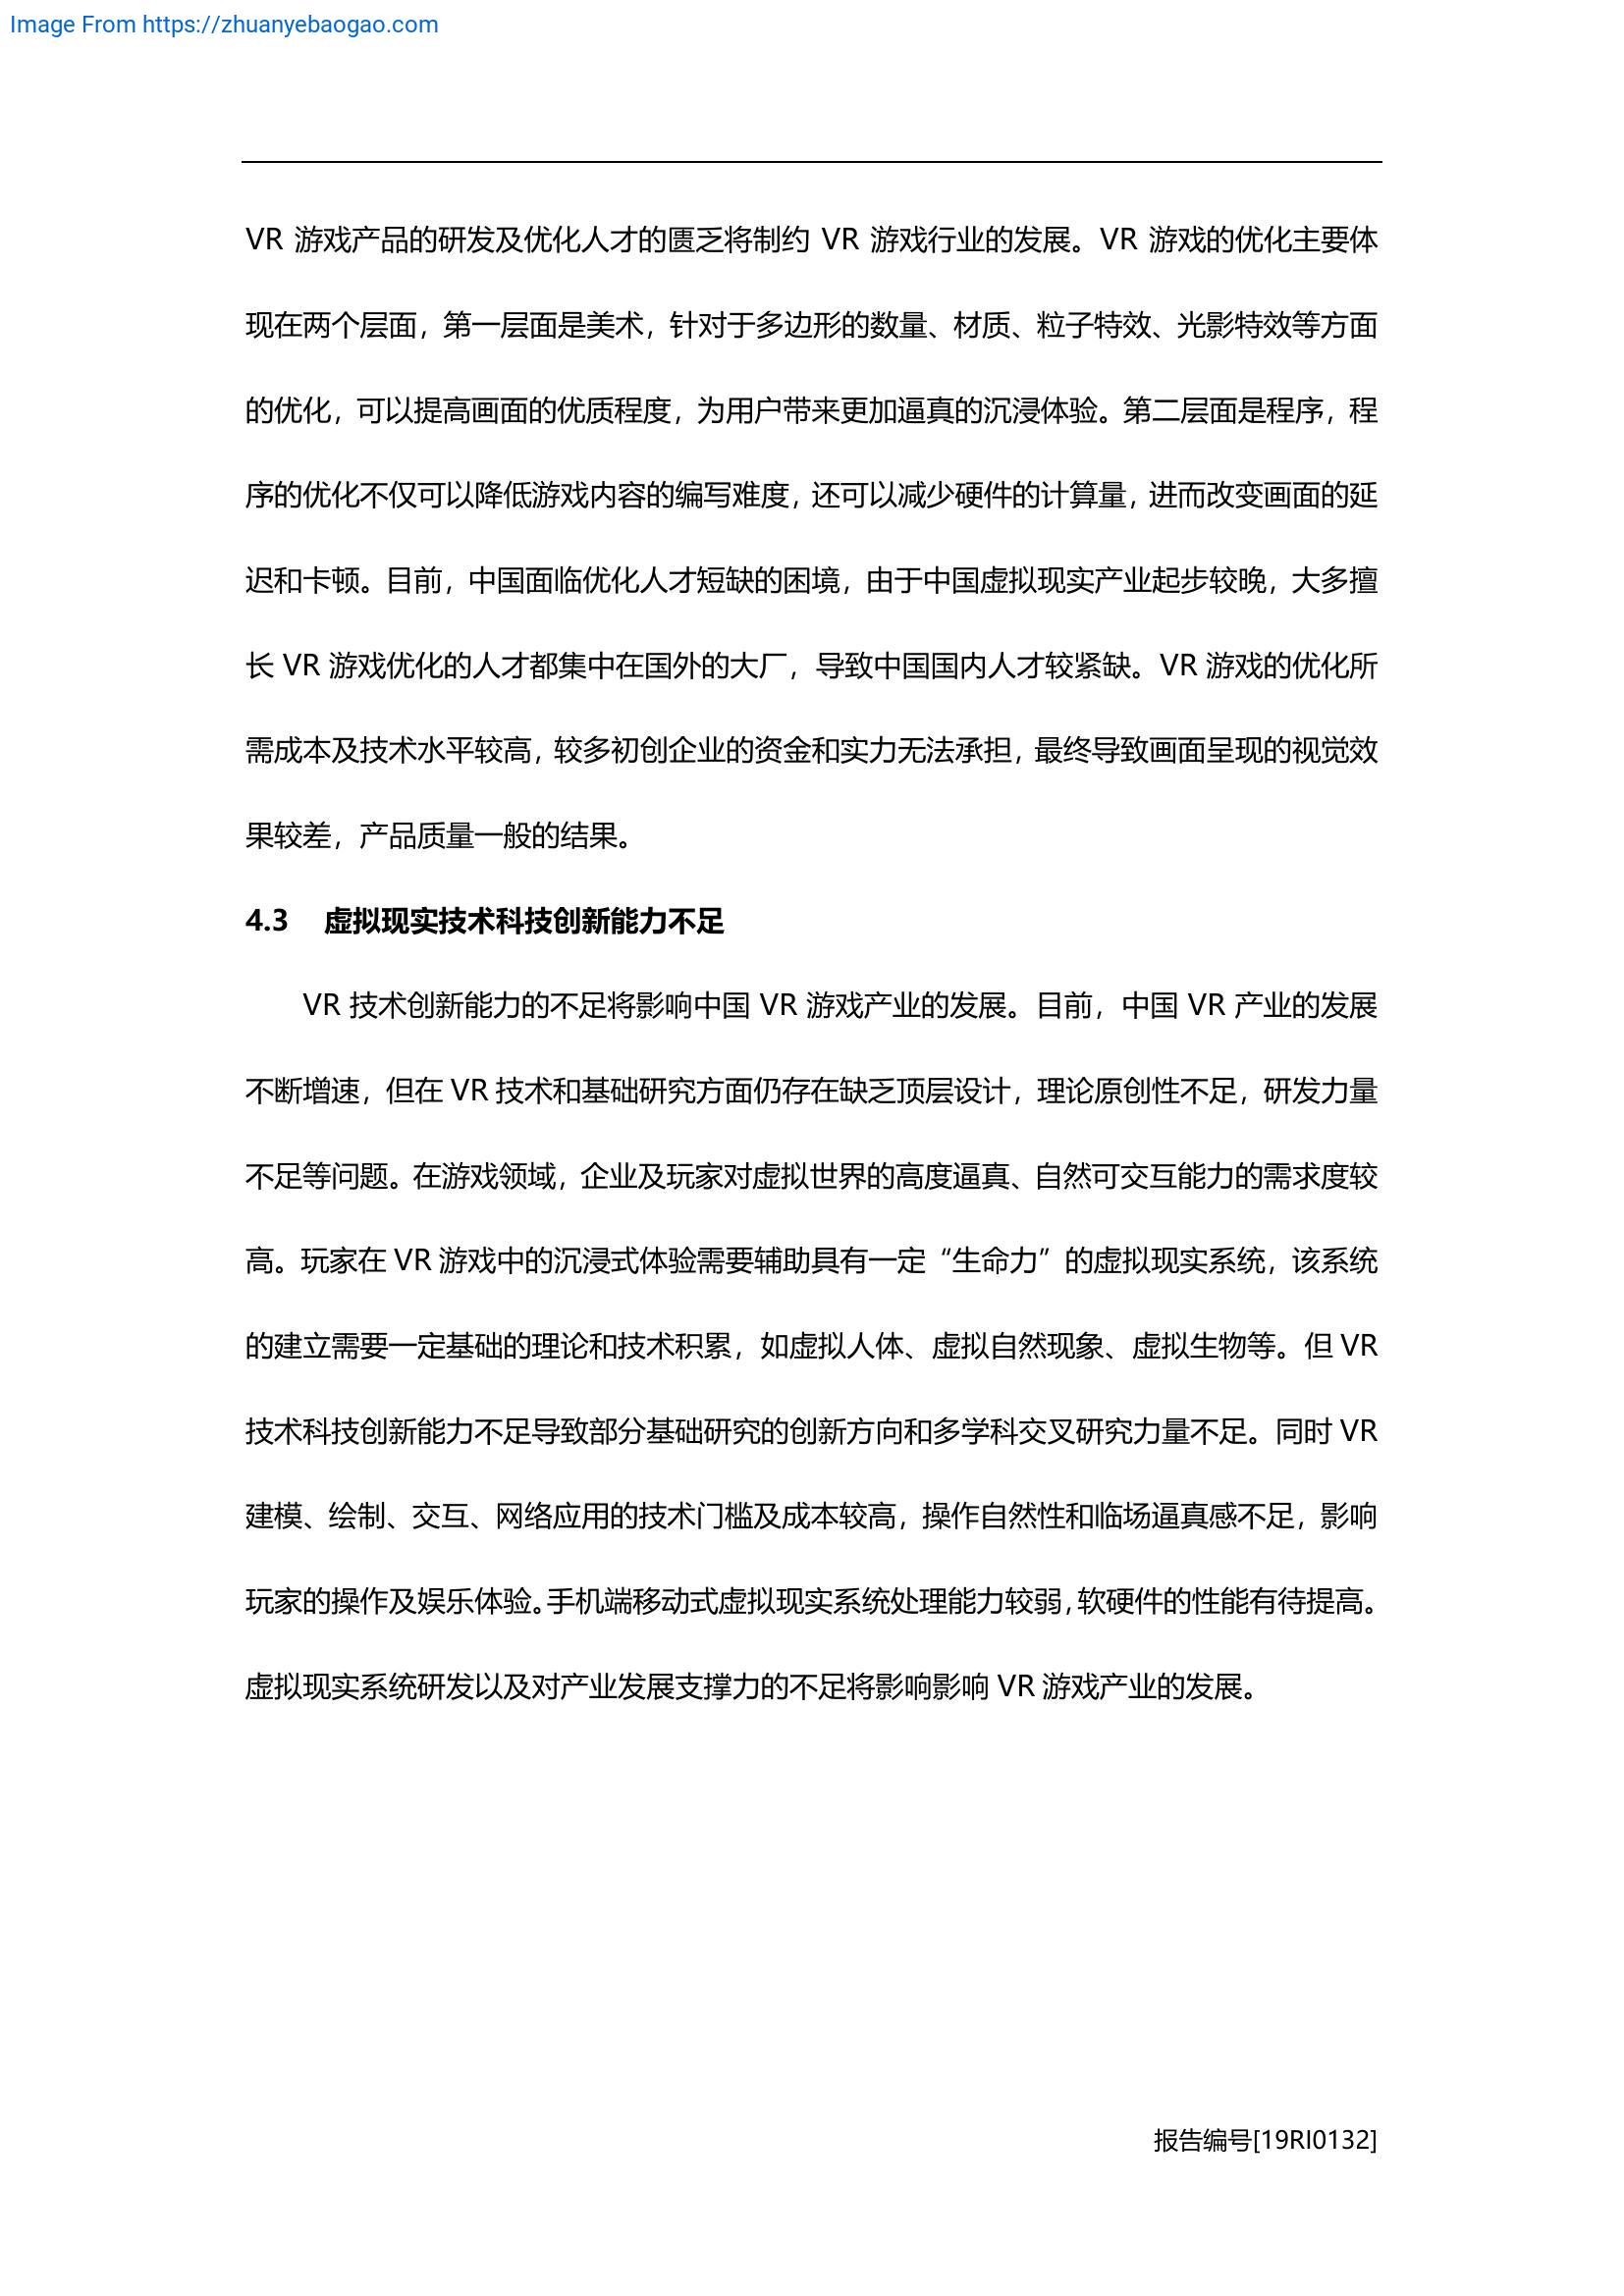 Image From https://zhuanyebaogao.com
VR 游戏产品的研发及优化人才的匮乏将制约 VR 游戏行业的发展。VR 游戏的优化主要体
现在两个层面，第一层面是美术，针对于多边形的数量、材质、粒子特效、光影特效等方面
的优化，可以提高画面的优质程度，为用户带来更加逼真的沉浸体验。第二层面是程序，程
序的优化不仅可以降低游戏内容的编写难度，还可以减少硬件的计算量，进而改变画面的延
迟和卡顿。目前，中国面临优化人才短缺的困境，由于中国虚拟现实产业起步较晚，大多擅
长 VR 游戏优化的人才都集中在国外的大厂，导致中国国内人才较紧缺。VR 游戏的优化所
需成本及技术水平较高，较多初创企业的资金和实力无法承担，最终导致画面呈现的视觉效
果较差，产品质量一般的结果。
4.3 虚拟现实技术科技创新能力不足
VR 技术创新能力的不足将影响中国 VR 游戏产业的发展。目前，中国 VR 产业的发展
不断增速，但在 VR 技术和基础研究方面仍存在缺乏顶层设计，理论原创性不足，研发力量
不足等问题。在游戏领域，企业及玩家对虚拟世界的高度逼真、自然可交互能力的需求度较
高。玩家在 VR 游戏中的沉浸式体验需要辅助具有一定“生命力”的虚拟现实系统，该系统
的建立需要一定基础的理论和技术积累，如虚拟人体、虚拟自然现象、虚拟生物等。但 VR
技术科技创新能力不足导致部分基础研究的创新方向和多学科交叉研究力量不足。同时 VR
建模、绘制、交互、网络应用的技术门槛及成本较高，操作自然性和临场逼真感不足，影响
玩家的操作及娱乐体验。手机端移动式虚拟现实系统处理能力较弱，软硬件的性能有待提高。
虚拟现实系统研发以及对产业发展支撑力的不足将影响影响 VR 游戏产业的发展。
报告编号[19RI0132]